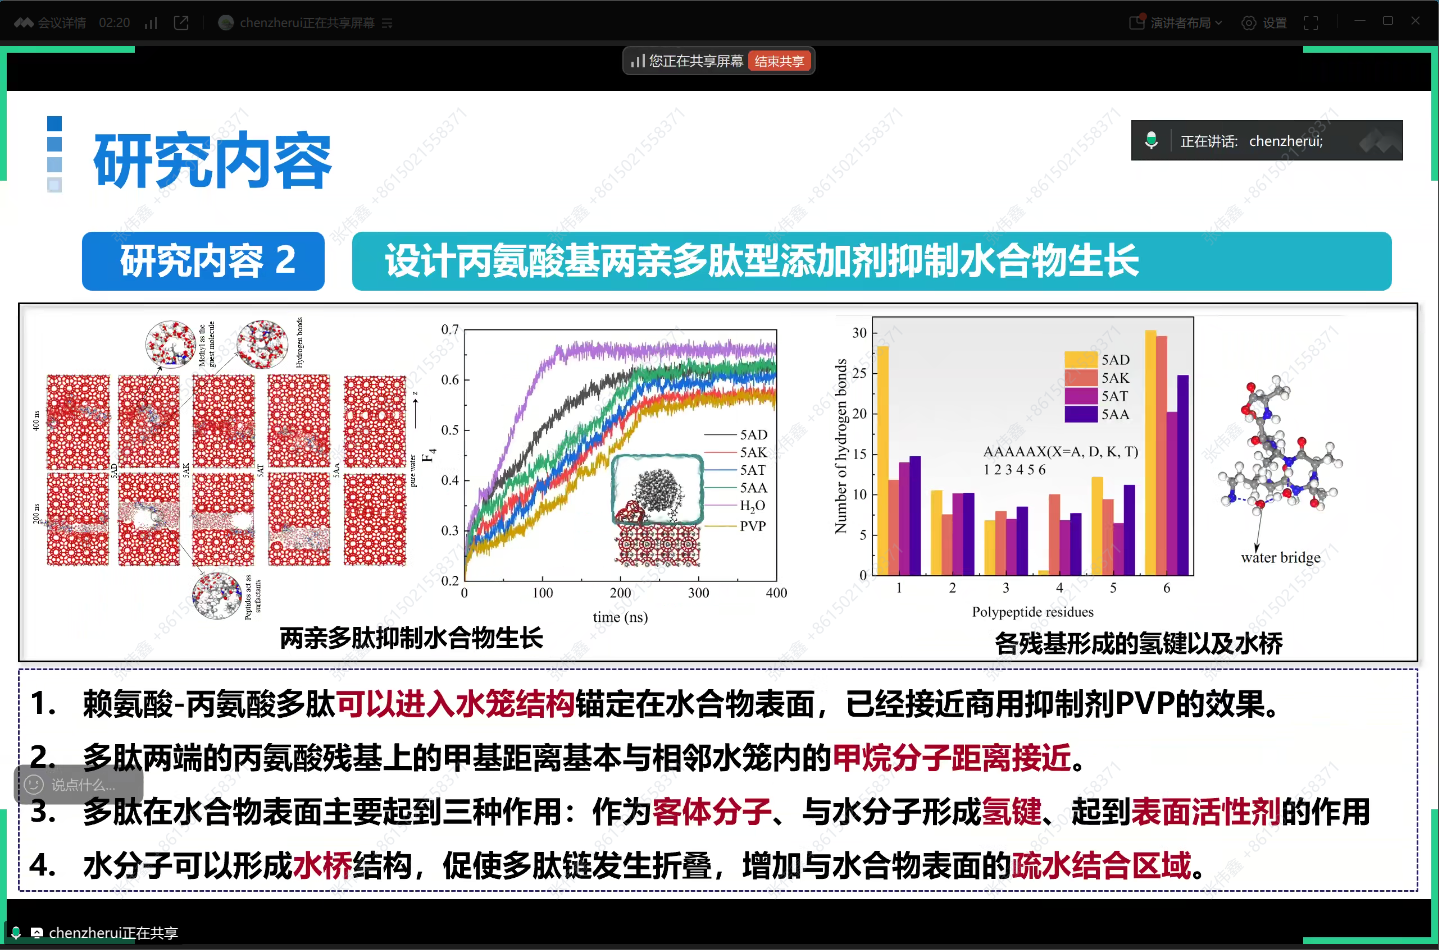 会议详情 02:20 chenzherui正在共享屏幕 演讲者布局 设置
您正在共享屏幕 结束共享
研究内容
正在讲话: chenzherui;
研究内容 2 设计丙氨酸基两亲多肽型添加剂抑制水合物生长
Methyl as the guest molecule
Hydrogen bonds
400 ns
200 ns
5AD
5AK
5AT
5AA
pure water
z
Peptides act as surfactants
F4
0.7
0.6
0.5
0.4
0.3
0.2
0 100 200 300 400
time (ns)
5AD
5AK
5AT
5AA
H₂O
PVP
两亲多肽抑制水合物生长
Number of hydrogen bonds
30
25
20
15
10
5
0
5AD
5AK
5AT
5AA
AAAAAX(X=A, D, K, T)
1 2 3 4 5 6
1 2 3 4 5 6
Polypeptide residues
water bridge
各残基形成的氢键以及水桥
1. 赖氨酸-丙氨酸多肽可以进入水笼结构锚定在水合物表面，已经接近商用抑制剂PVP的效果。
2. 多肽两端的丙氨酸残基上的甲基距离基本与相邻水笼内的甲烷分子距离接近。
说点什么...
3. 多肽在水合物表面主要起到三种作用：作为客体分子、与水分子形成氢键、起到表面活性剂的作用
4. 水分子可以形成水桥结构，促使多肽链发生折叠，增加与水合物表面的疏水结合区域。
chenzherui正在共享
张伟鑫 +8615021558371